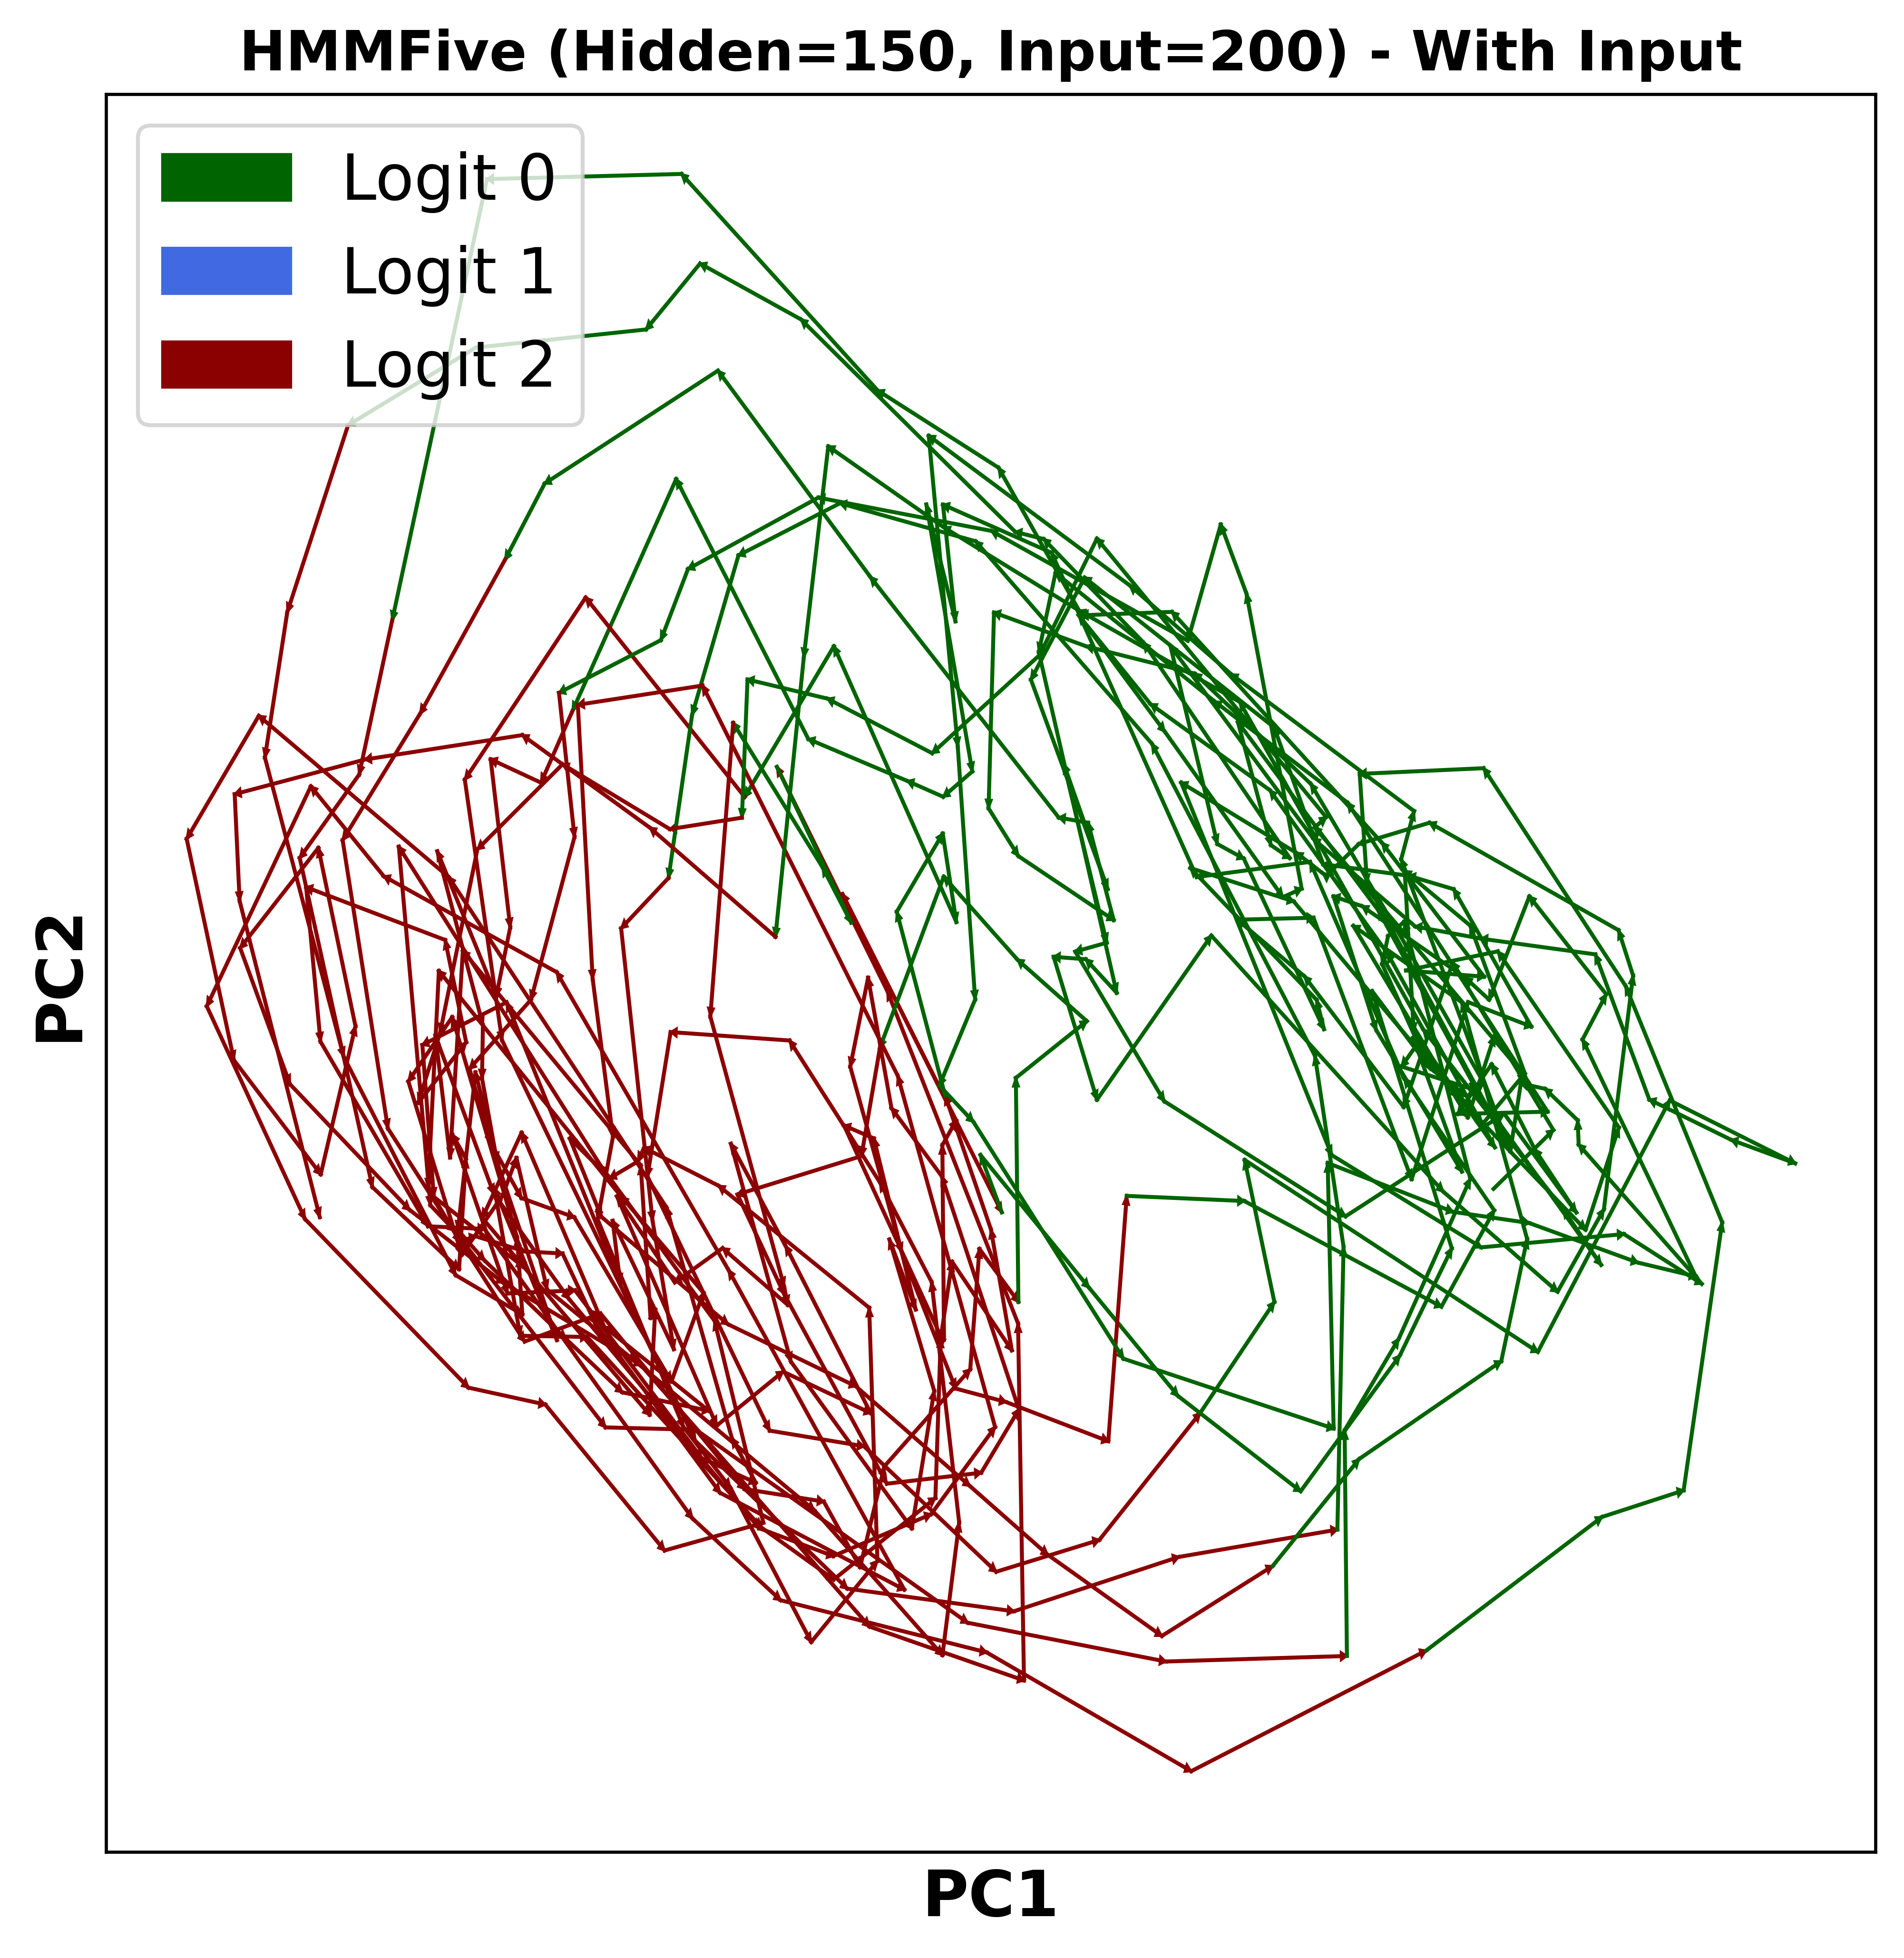 HMMFive (Hidden=150, Input=200) - With Input
Logit 0
Logit 1
Logit 2
PC2
PC1